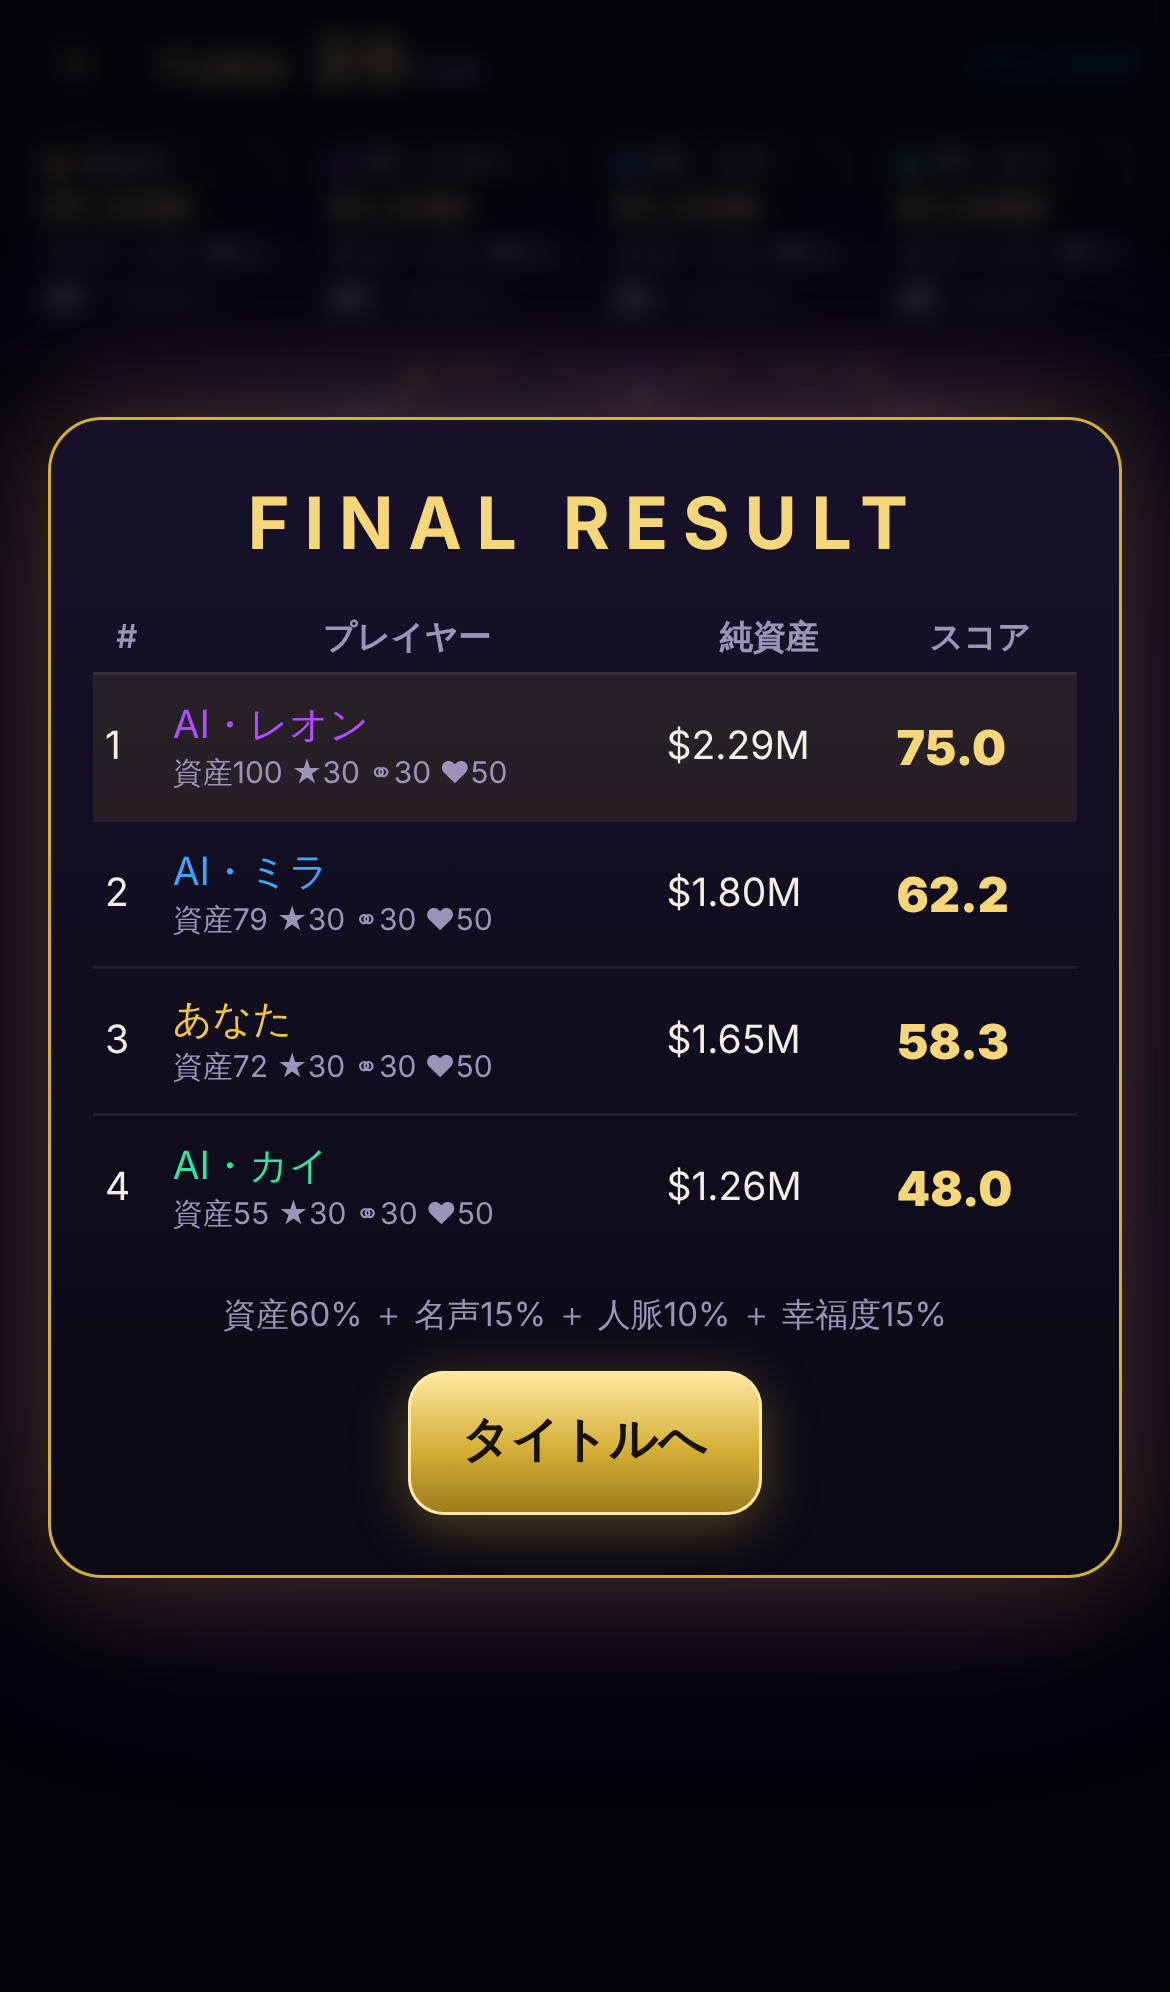 FINAL RESULT
# プレイヤー 純資産 スコア
1 AI・レオン $2.29M 75.0
資産100 ★30 ⚭30 ♥50
2 AI・ミラ $1.80M 62.2
資産79 ★30 ⚭30 ♥50
3 あなた $1.65M 58.3
資産72 ★30 ⚭30 ♥50
4 AI・カイ $1.26M 48.0
資産55 ★30 ⚭30 ♥50
資産60% + 名声15% + 人脈10% + 幸福度15%
タイトルへ